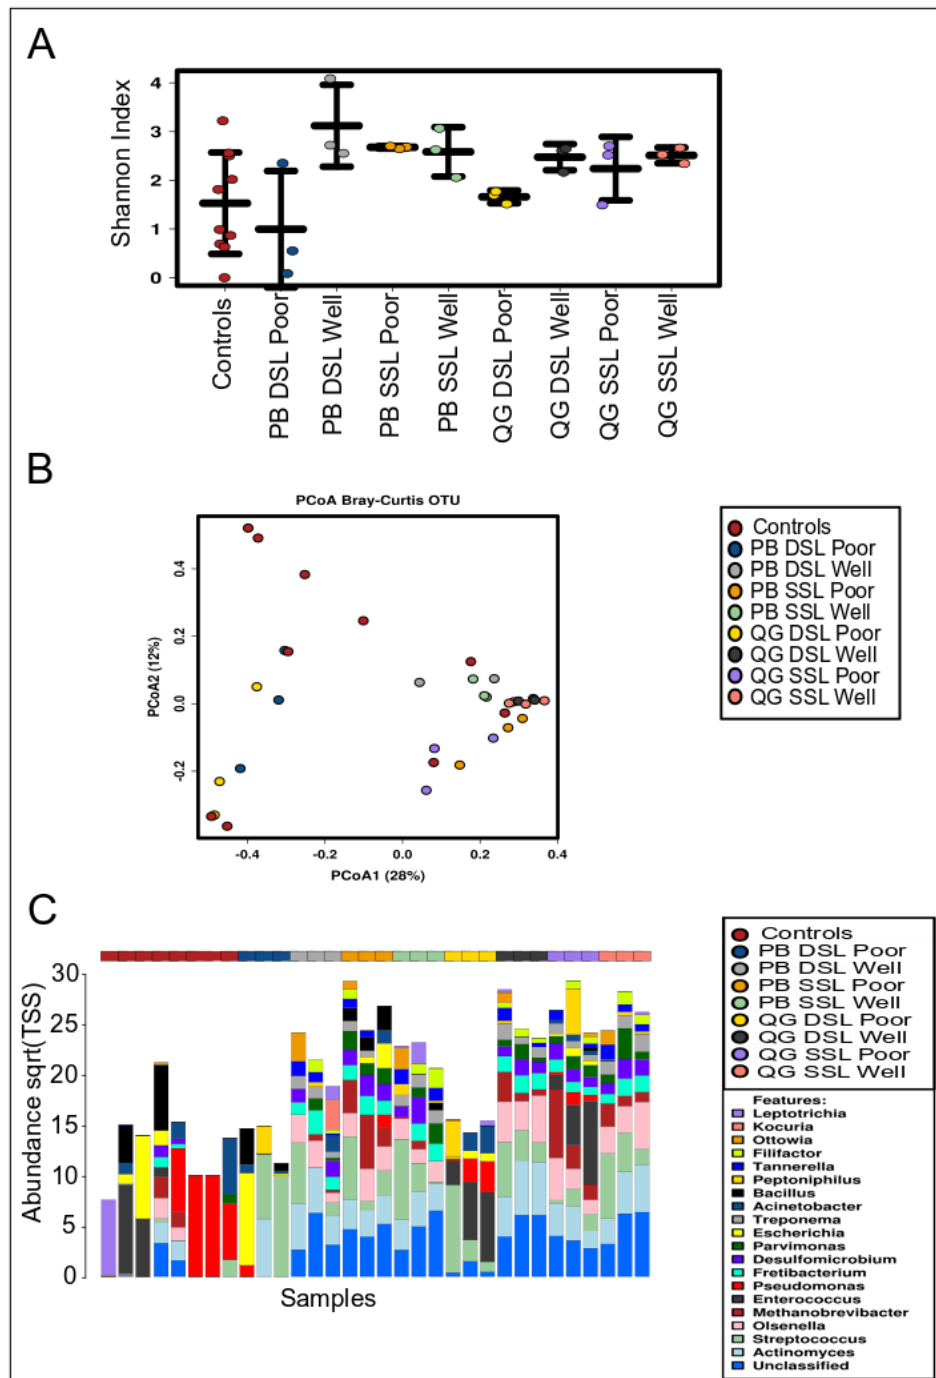 A
Shannon Index
4
3
2
1
0
Controls
PB DSL Poor
PB DSL Well
PB SSL Poor
PB SSL Well
QG DSL Poor
QG DSL Well
QG SSL Poor
QG SSL Well
B
PCoA Bray-Curtis OTU
PCoA2 (12%)
0.4
0.2
0.0
-0.2
-0.4
-0.2
0.0
0.2
0.4
PCoA1 (28%)
Controls
PB DSL Poor
PB DSL Well
PB SSL Poor
PB SSL Well
QG DSL Poor
QG DSL Well
QG SSL Poor
QG SSL Well
C
Abundance sqrt(TSS)
30
25
20
15
10
5
0
Samples
Controls
PB DSL Poor
PB DSL Well
PB SSL Poor
PB SSL Well
QG DSL Poor
QG DSL Well
QG SSL Poor
QG SSL Well
Features:
Leptotrichia
Kocuria
Ottowia
Filifactor
Tannerella
Peptoniphilus
Bacillus
Acinetobacter
Treponema
Escherichia
Parvimonas
Desulfomicrobium
Fretibacterium
Pseudomonas
Enterococcus
Methanobrevibacter
Olsenella
Streptococcus
Actinomyces
Unclassified